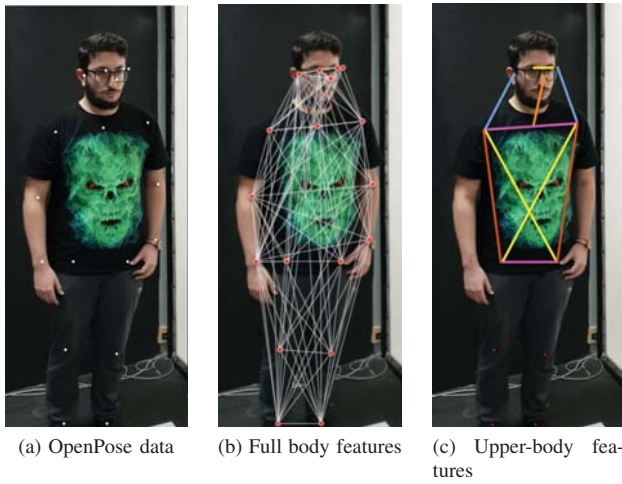 (a) OpenPose data
(b) Full body features
(c) Upper-body fea-
tures